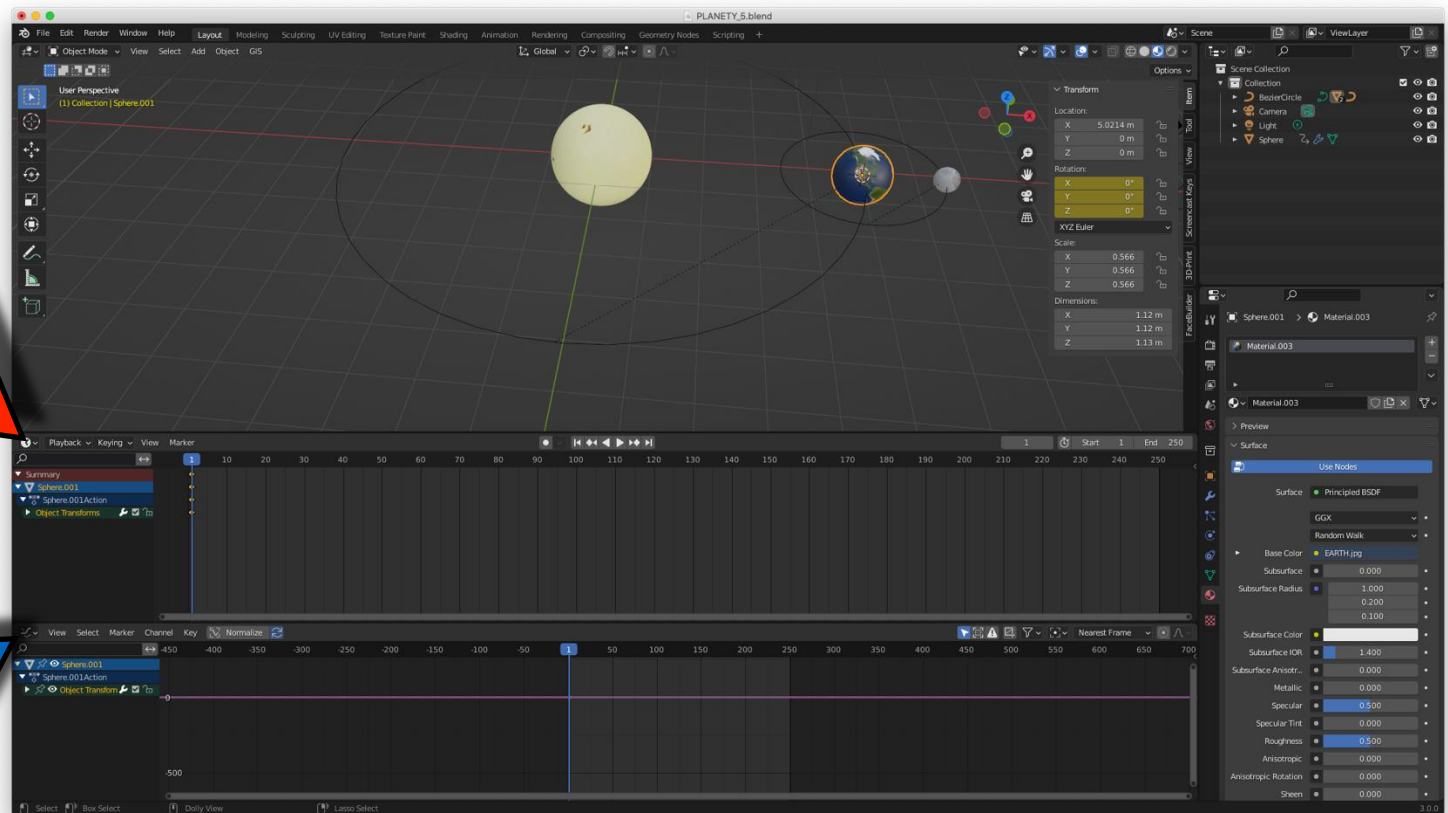 PLANETY_5.blend
File Edit Render Window Help Layout Modeling Sculpting UV Editing Texture Paint Shading Animation Rendering Compositing Geometry Nodes Scripting + Scene ViewLayer
Object Mode View Select Add Object GIS Global
Options
User Perspective
(1) Collection | Sphere.001
Z
X
Transform
Location:
X 5.0214 m
Y 0 m
Z 0 m
Rotation:
X 0°
Y 0°
Z 0°
XYZ Euler
Scale:
X 0.566
Y 0.566
Z 0.566
Dimensions:
X 1.12 m
Y 1.12 m
Z 1.13 m
Item
Tool
View
Screencast Keys
3D-Print
FaceBuilder
Scene Collection
Collection
BezierCircle
Camera
Light
Sphere
Sphere.001 > Material.003
Material.003
Material.003
Preview
Surface
Use Nodes
Surface Principled BSDF
GGX
Random Walk
Base Color EARTH.jpg
Subsurface 0.000
Subsurface Radius 1.000
0.200
0.100
Subsurface Color
Subsurface IOR 1.400
Subsurface Anisotr... 0.000
Metallic 0.000
Specular 0.500
Specular Tint 0.000
Roughness 0.500
Anisotropic 0.000
Anisotropic Rotation 0.000
Sheen 0.000
Playback Keying View Marker 1 Start 1 End 250
1 10 20 30 40 50 60 70 80 90 100 110 120 130 140 150 160 170 180 190 200 210 220 230 240 250
Summary
Sphere.001
Sphere.001Action
Object Transforms
View Select Marker Channel Key Normalize Nearest Frame
-450 -400 -350 -300 -250 -200 -150 -100 -50 1 50 100 150 200 250 300 350 400 450 500 550 600 650 700
Sphere.001
Sphere.001Action
Object Transform
0
-500
Select Box Select Dolly View Lasso Select 3.0.0